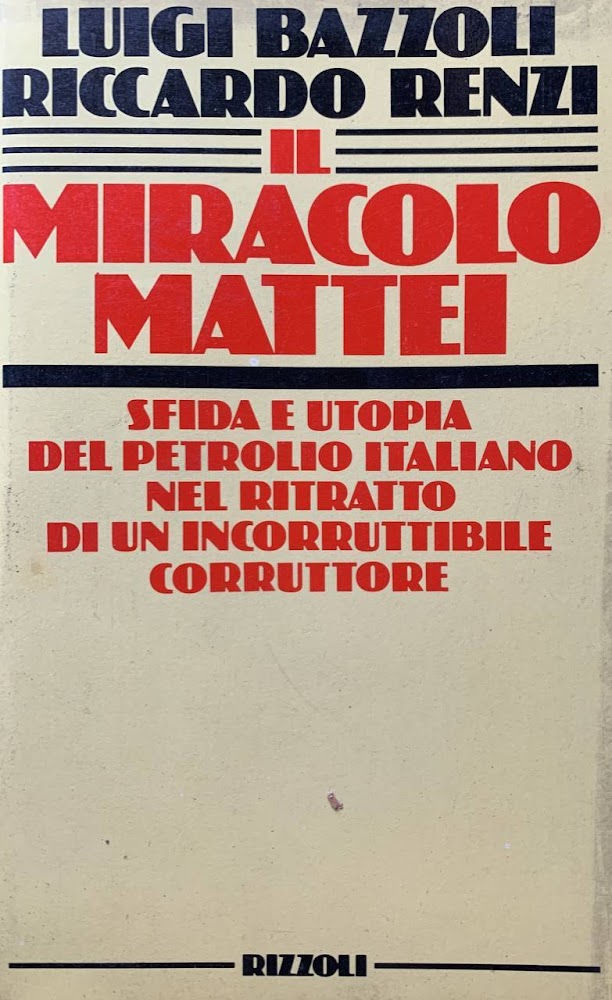 LUIGI BAZZOLI
RICCARDO RENZI
IL
MIRACOLO
MATTEI
SFIDA E UTOPIA
DEL PETROLIO ITALIANO
NEL RITRATTO
DI UN INCORRUTTIBILE
CORRUTTORE
RIZZOLI